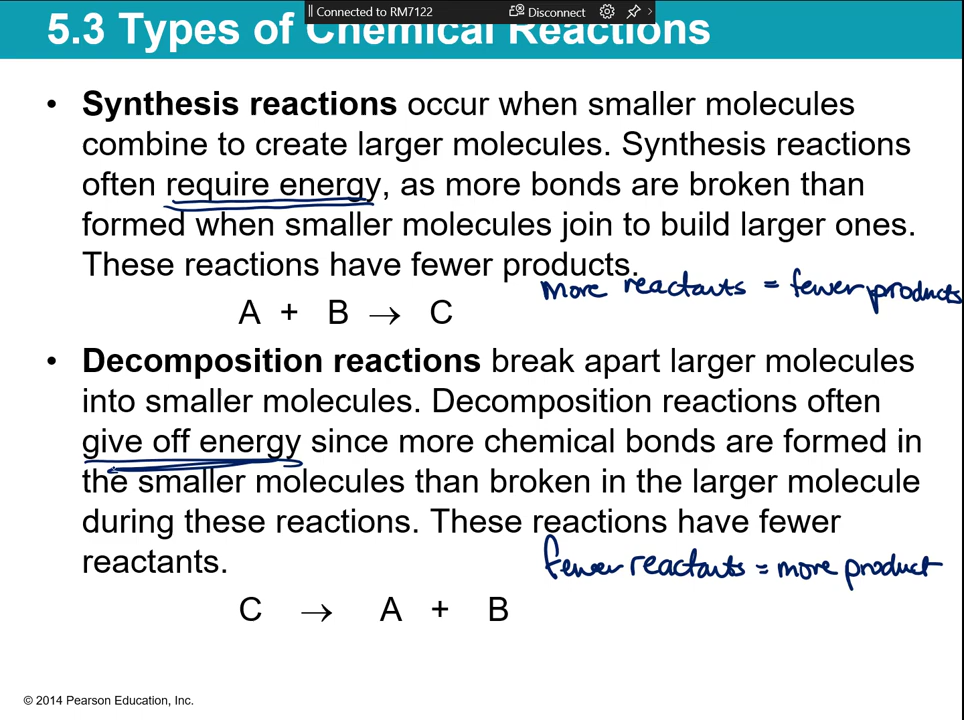 Connected to RM7122 Disconnect
5.3 Types of Chemical Reactions
• Synthesis reactions occur when smaller molecules
combine to create larger molecules. Synthesis reactions
often require energy, as more bonds are broken than
formed when smaller molecules join to build larger ones.
These reactions have fewer products.
more reactants = fewer products
A + B → C
• Decomposition reactions break apart larger molecules
into smaller molecules. Decomposition reactions often
give off energy since more chemical bonds are formed in
the smaller molecules than broken in the larger molecule
during these reactions. These reactions have fewer
reactants.
fewer reactants = more product
C → A + B
© 2014 Pearson Education, Inc.